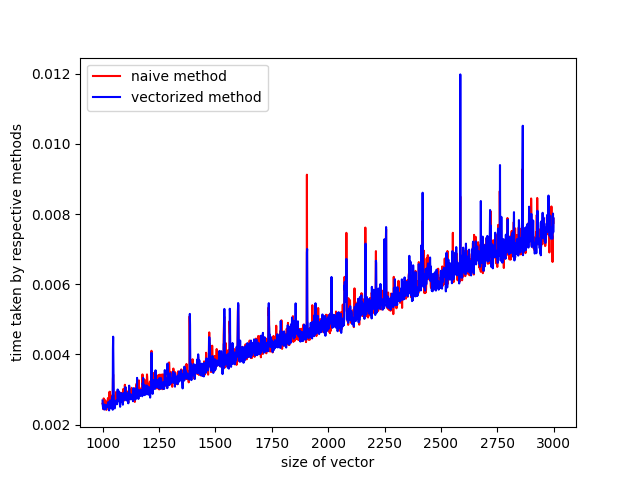 naive method
vectorized method
0.012
0.010
0.008
0.006
0.004
0.002
time taken by respective methods
1000 1250 1500 1750 2000 2250 2500 2750 3000
size of vector